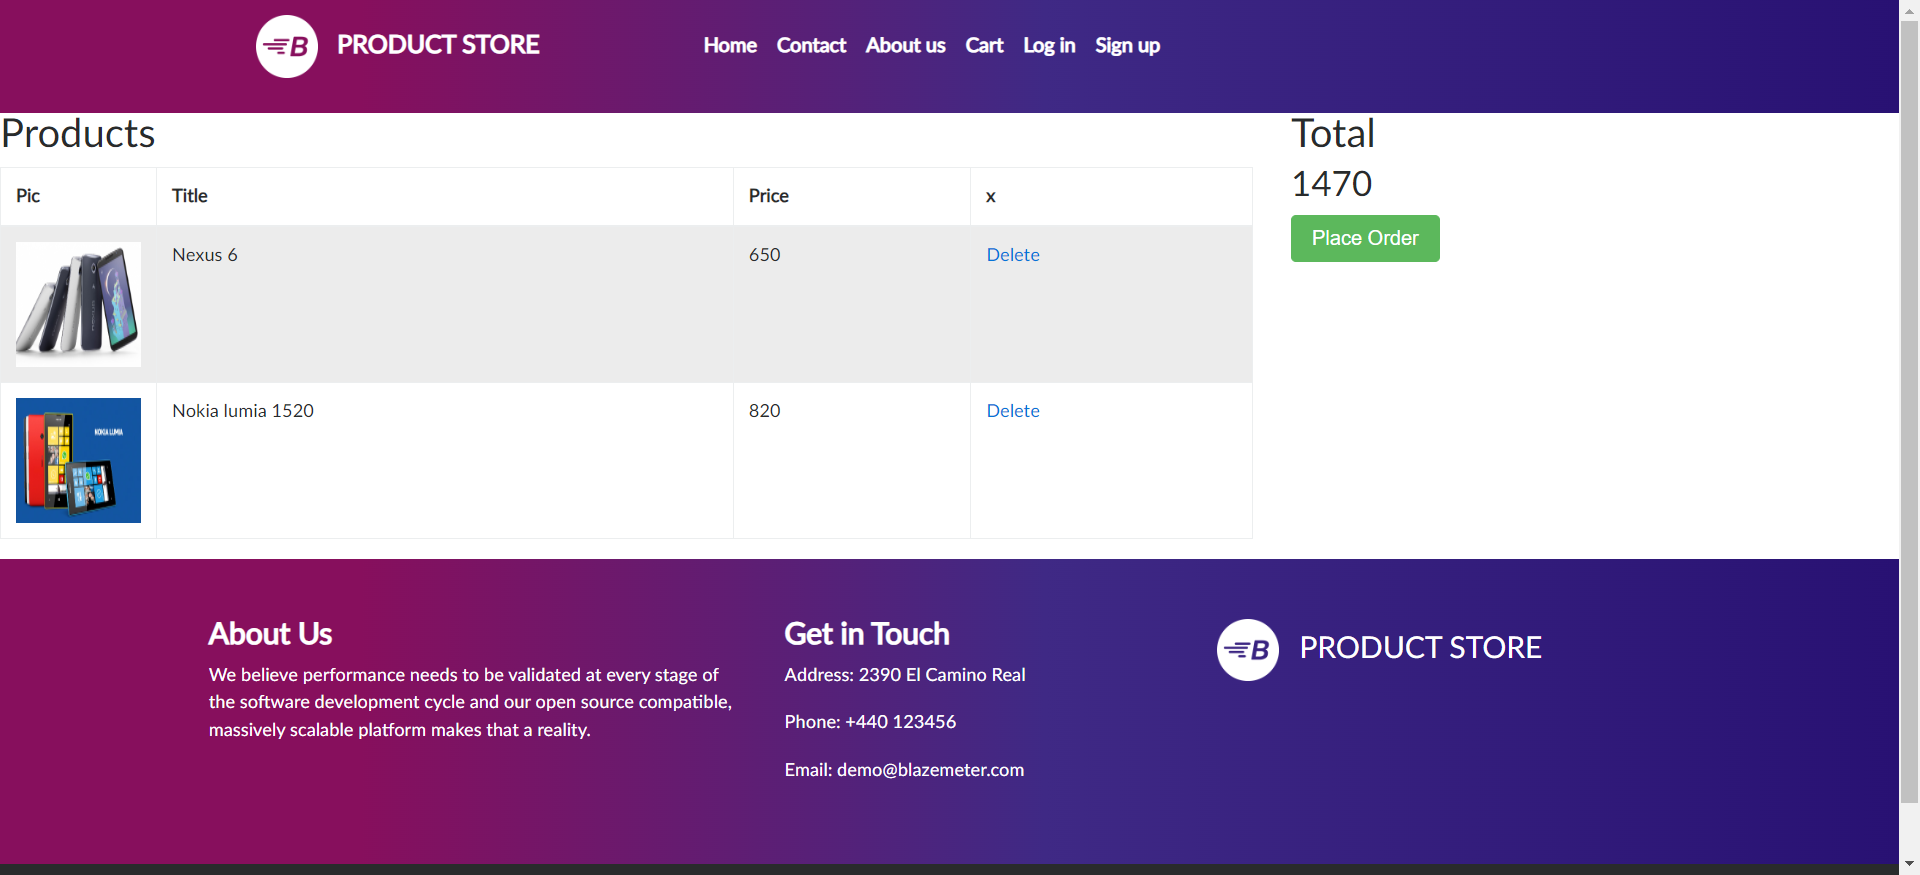 B PRODUCT STORE
Home Contact About us Cart Log in Sign up
Products
Pic Title Price x
Nexus 6 650 Delete
NOKIA LUMIA
Nokia lumia 1520 820 Delete
Total
1470
Place Order
About Us
We believe performance needs to be validated at every stage of
the software development cycle and our open source compatible,
massively scalable platform makes that a reality.
Get in Touch
Address: 2390 El Camino Real
Phone: +440 123456
Email: demo@blazemeter.com
B PRODUCT STORE